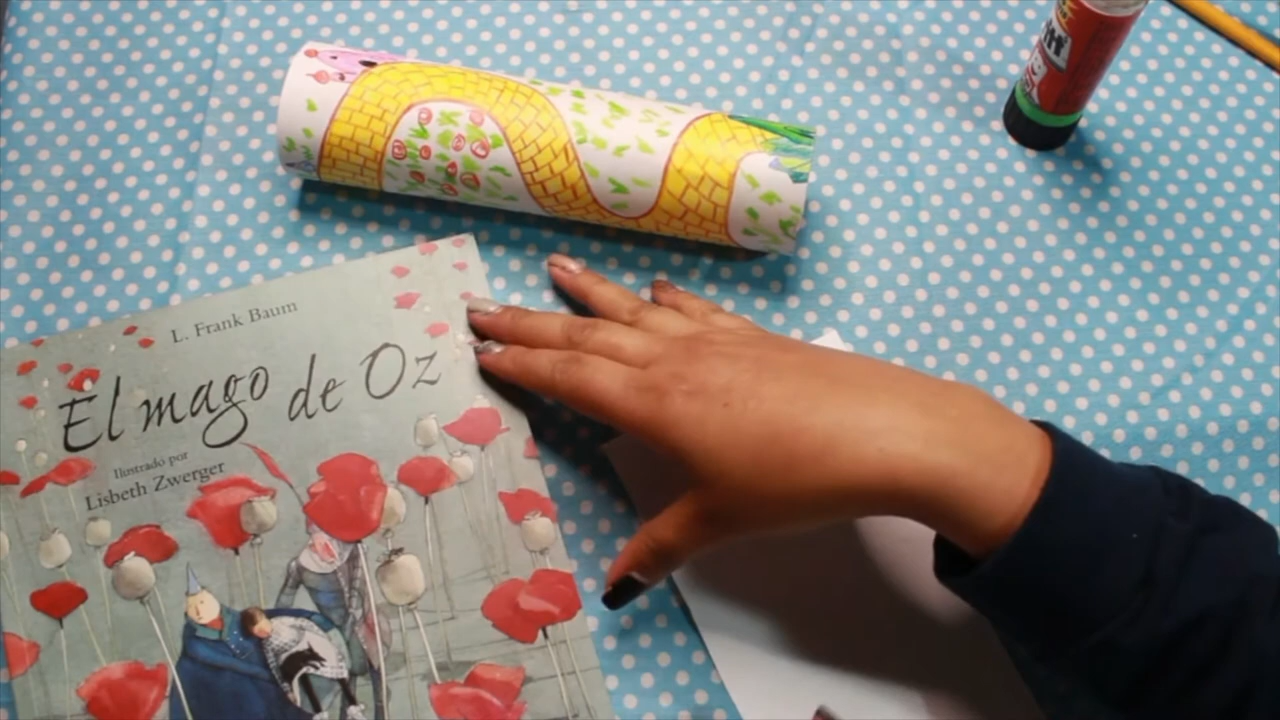 L. Frank Baum
El mago de Oz
Ilustrado por
Lisbeth Zwerger